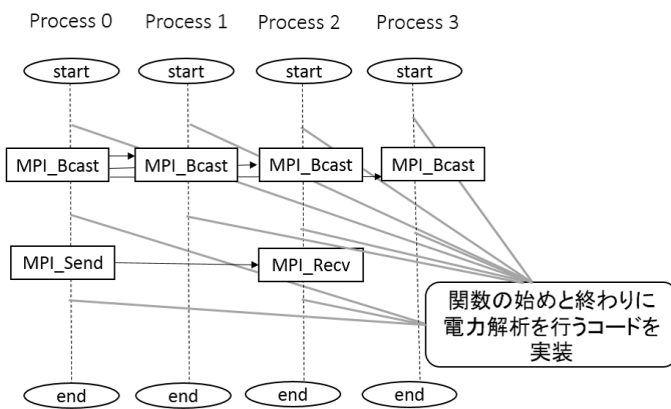 Process 0 Process 1 Process 2 Process 3
start start start start
MPI_Bcast MPI_Bcast MPI_Bcast MPI_Bcast
MPI_Send MPI_Recv
関数の始めと終わりに
電力解析を行うコードを
実装
end end end end